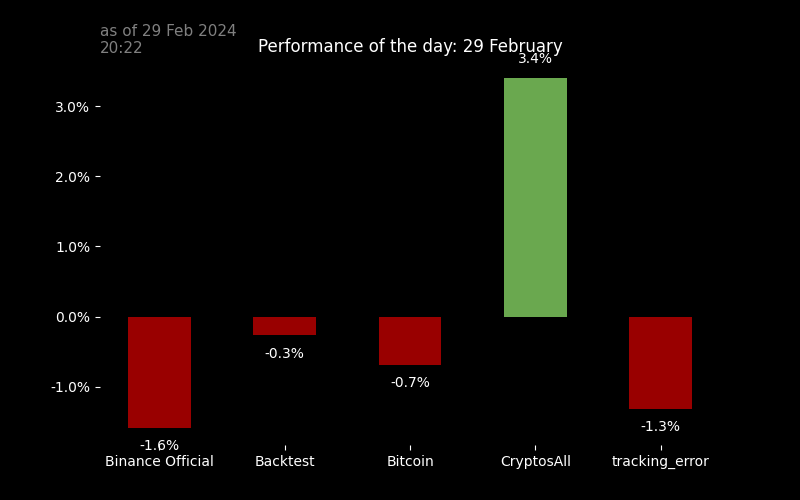 as of 29 Feb 2024
20:22
Performance of the day: 29 February
3.4%
3.0%
2.0%
1.0%
0.0%
-1.0%
-0.3%
-0.7%
-1.3%
-1.6%
Binance Official
Backtest
Bitcoin
CryptosAll
tracking_error